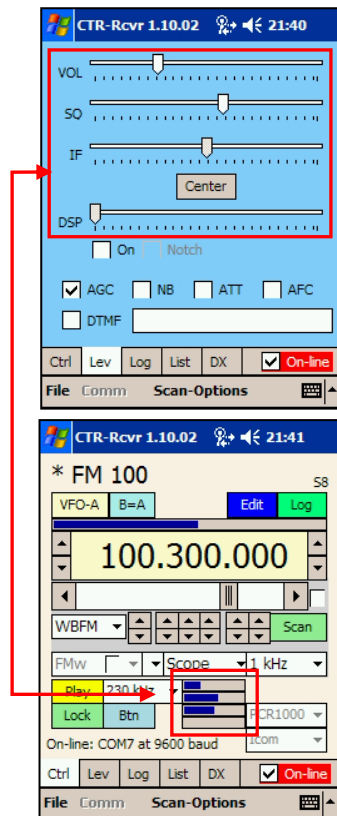 CTR-Rcvr 1.10.02 21:40
VOL
SQ
IF
Center
DSP
On Notch
AGC NB ATT AFC
DTMF
Ctrl Lev Log List DX On-line
File Comm Scan-Options
CTR-Rcvr 1.10.02 21:41
* FM 100 S8
VFO-A B=A Edit Log
100.300.000
WBFM Scan
FMw Scope 1 kHz
Play 230 kHz
Lock Btn PCR1000
On-line: COM7 at 9600 baud Icom
Ctrl Lev Log List DX On-line
File Comm Scan-Options